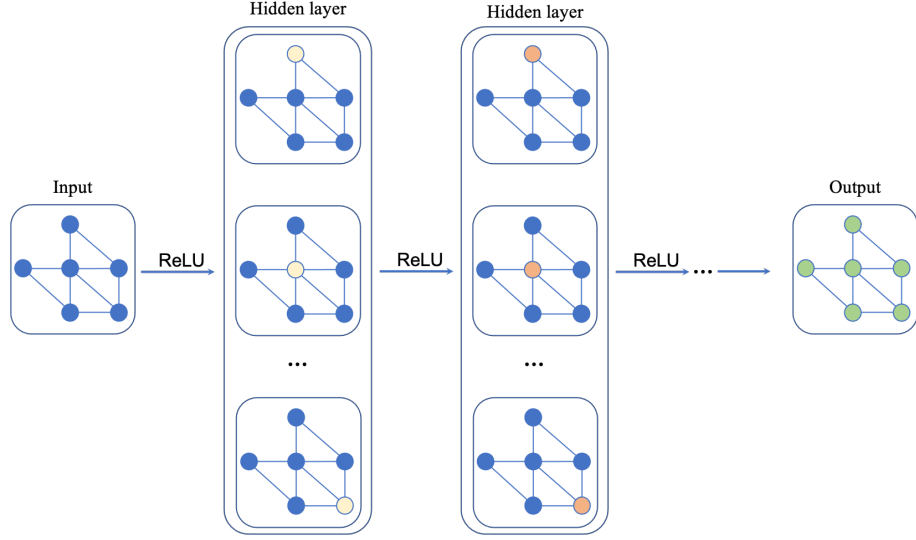 Hidden layer
Hidden layer
Input
Output
ReLU
ReLU
ReLU
...
...
...